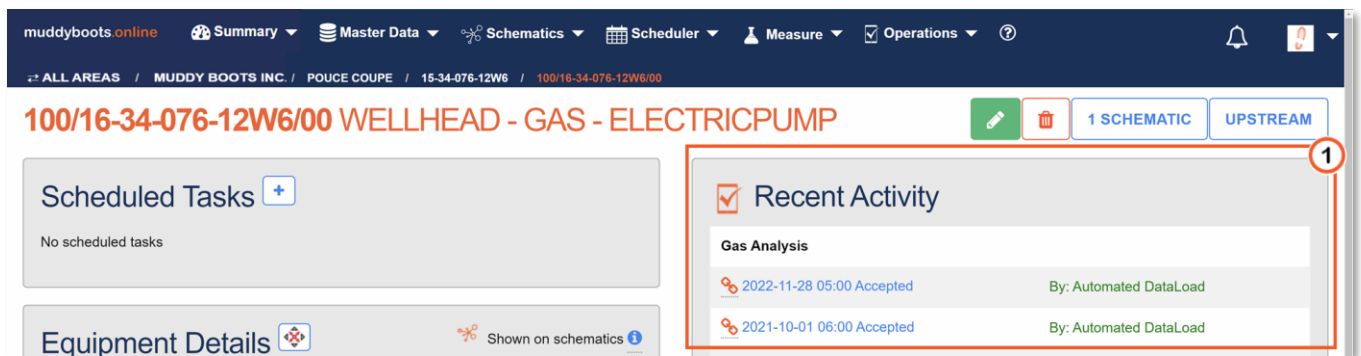 muddyboots.online Summary Master Data Schematics Scheduler Measure Operations
ALL AREAS / MUDDY BOOTS INC. / POUCE COUPE / 15-34-076-12W6 / 100/16-34-076-12W6/00
100/16-34-076-12W6/00 WELLHEAD - GAS - ELECTRICPUMP
1 SCHEMATIC UPSTREAM
1
Scheduled Tasks +
No scheduled tasks
Equipment Details
Shown on schematics
Recent Activity
Gas Analysis
2022-11-28 05:00 Accepted By: Automated DataLoad
2021-10-01 06:00 Accepted By: Automated DataLoad